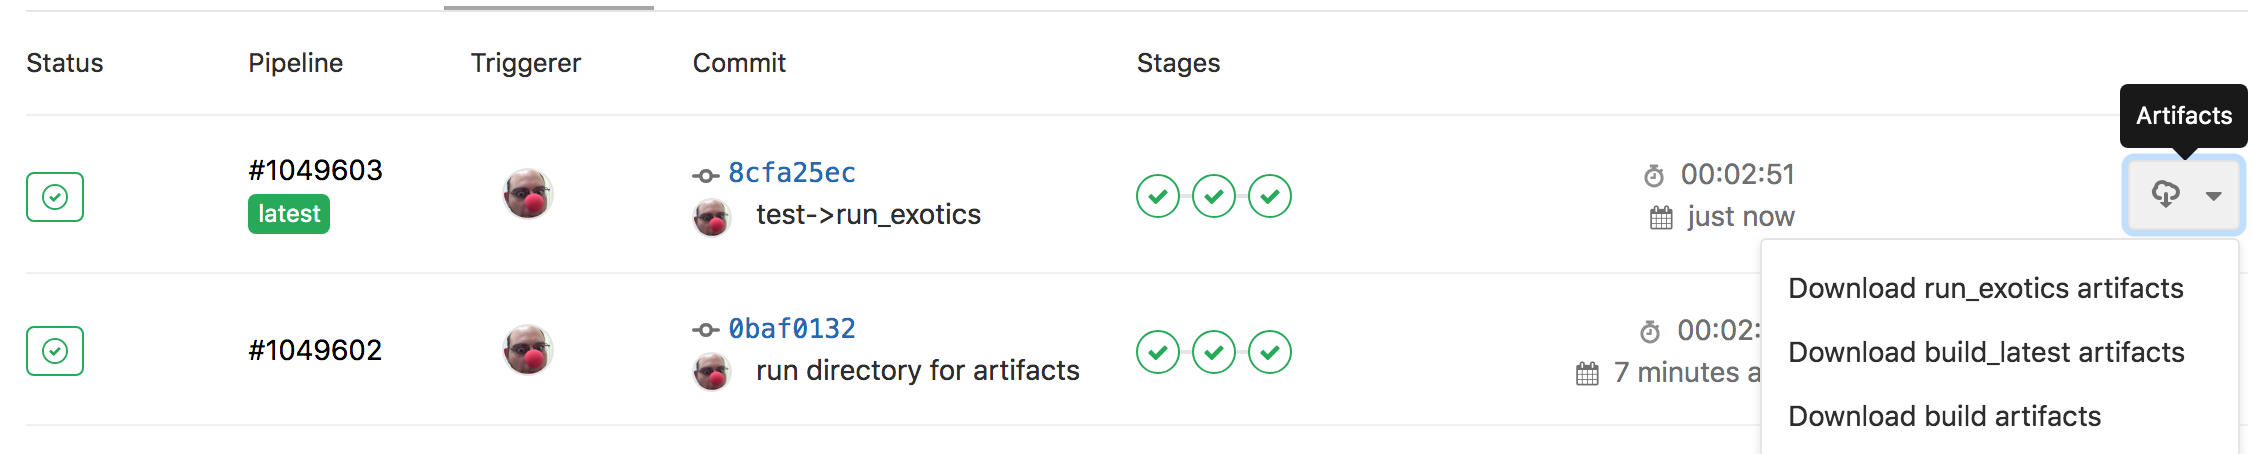 Status Pipeline Triggerer Commit Stages
Artifacts
#1049603
latest
8cfa25ec
test->run_exotics
00:02:51
just now
Download run_exotics artifacts
Download build_latest artifacts
Download build artifacts
#1049602
0baf0132
run directory for artifacts
00:02:
7 minutes a